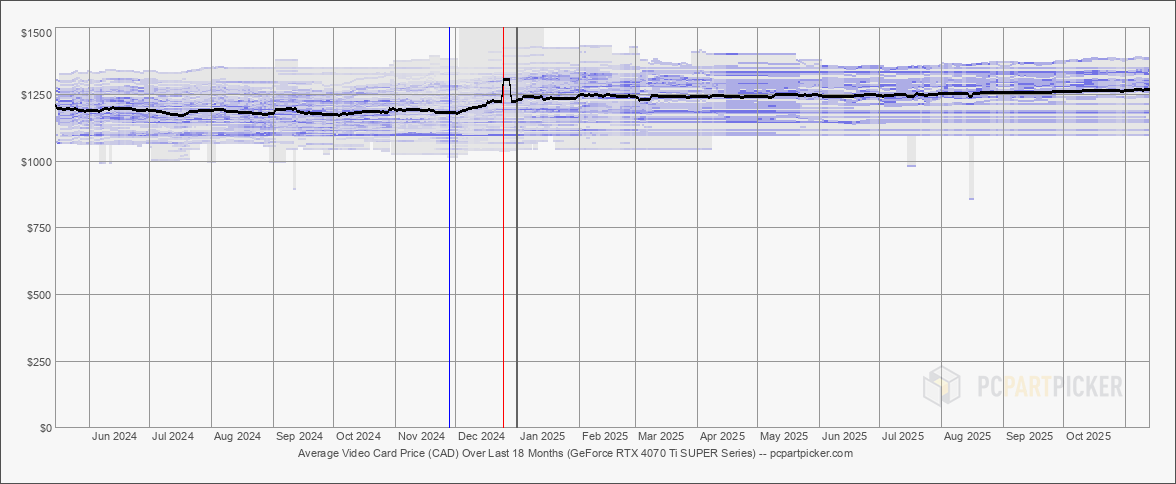 $1500
$1250
$1000
$750
$500
$250
$0
PCPARTPICKER
Jun 2024 Jul 2024 Aug 2024 Sep 2024 Oct 2024 Nov 2024 Dec 2024 Jan 2025 Feb 2025 Mar 2025 Apr 2025 May 2025 Jun 2025 Jul 2025 Aug 2025 Sep 2025 Oct 2025
Average Video Card Price (CAD) Over Last 18 Months (GeForce RTX 4070 Ti SUPER Series) -- pcpartpicker.com